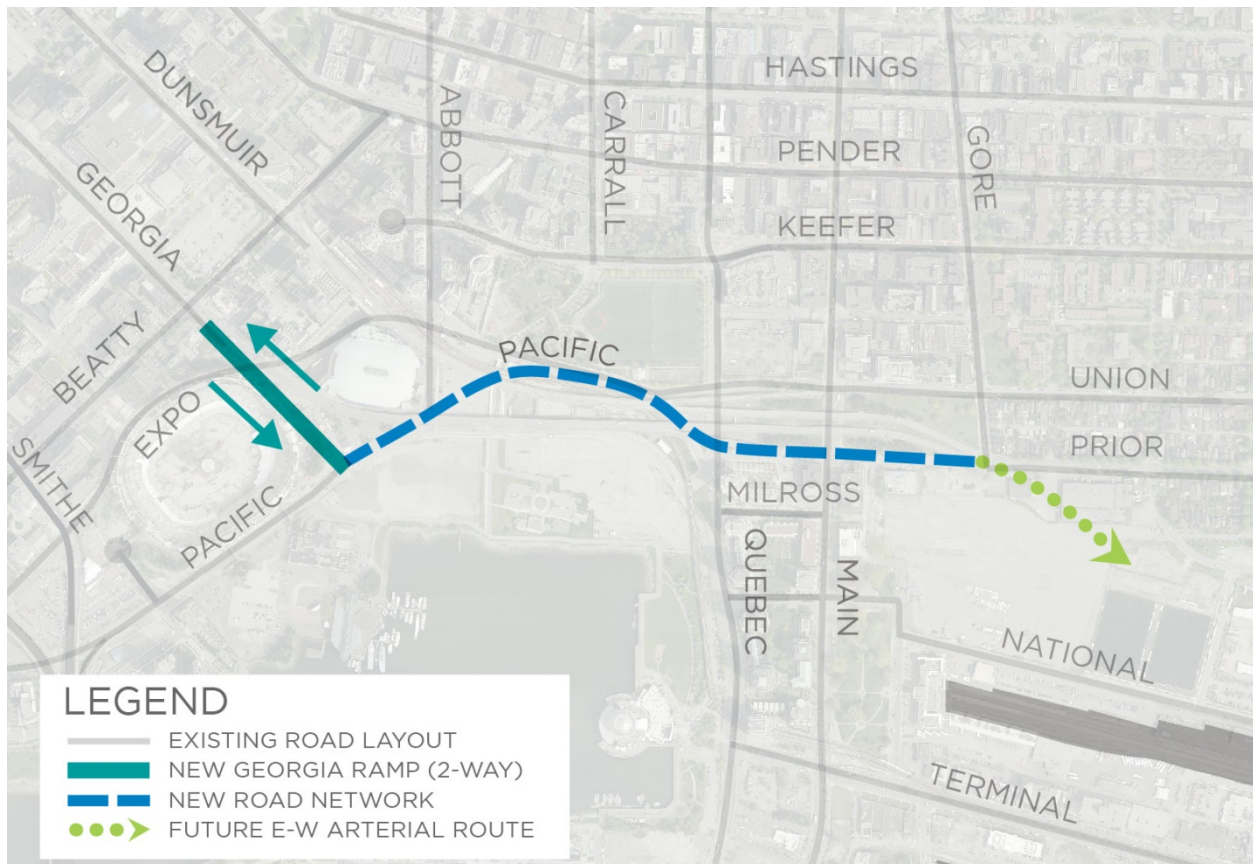 HASTINGS
DUNSMUIR
ABBOTT
CARRALL
PENDER
GORE
GEORGIA
KEEFER
BEATTY
PACIFIC
UNION
EXPO
PRIOR
SMITHE
PACIFIC
MILROSS
QUEBEC
MAIN
NATIONAL
TERMINAL
LEGEND
EXISTING ROAD LAYOUT
NEW GEORGIA RAMP (2-WAY)
NEW ROAD NETWORK
FUTURE E-W ARTERIAL ROUTE